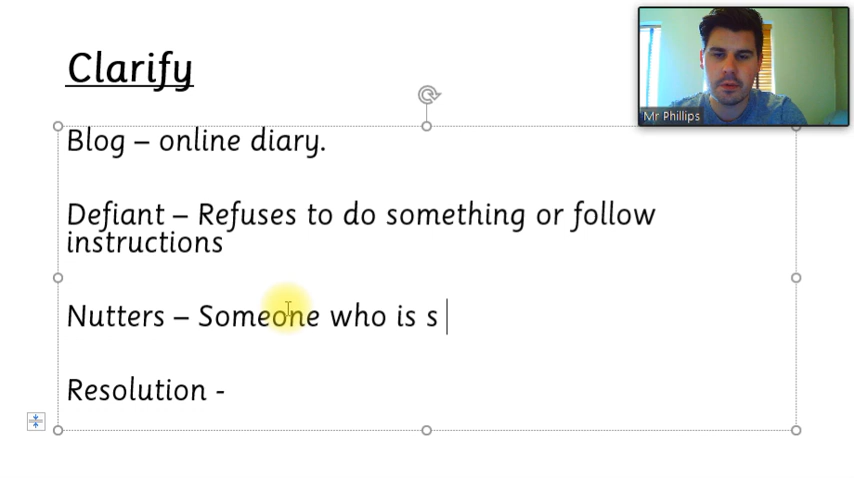 Clarify
Mr Phillips
Blog – online diary.
Defiant – Refuses to do something or follow
instructions
Nutters – Someone who is s
Resolution -